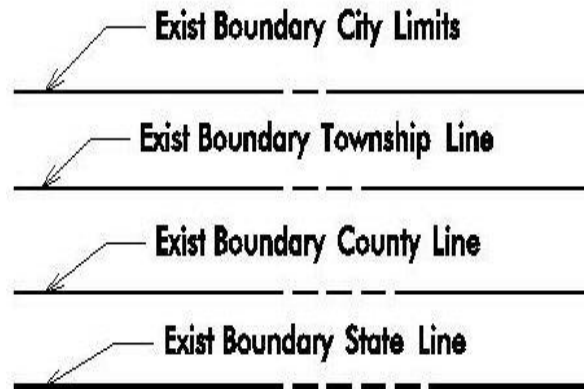 Exist Boundary City Limits
Exist Boundary Township Line
Exist Boundary County Line
Exist Boundary State Line